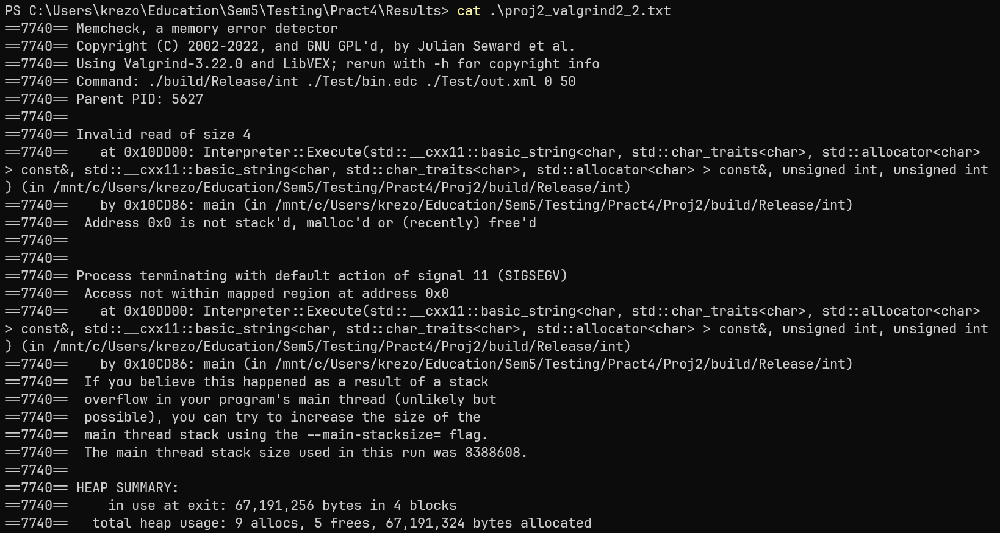 PS C:\Users\krezo\Education\Sem5\Testing\Pract4\Results> cat .\proj2_valgrind2_2.txt
==7740== Memcheck, a memory error detector
==7740== Copyright (C) 2002-2022, and GNU GPL'd, by Julian Seward et al.
==7740== Using Valgrind-3.22.0 and LibVEX; rerun with -h for copyright info
==7740== Command: ./build/Release/int ./Test/bin.edc ./Test/out.xml 0 50
==7740== Parent PID: 5627
==7740==
==7740== Invalid read of size 4
==7740==    at 0x10DD00: Interpreter::Execute(std::__cxx11::basic_string<char, std::char_traits<char>, std::allocator<char>
> const&, std::__cxx11::basic_string<char, std::char_traits<char>, std::allocator<char> > const&, unsigned int, unsigned int
) (in /mnt/c/Users/krezo/Education/Sem5/Testing/Pract4/Proj2/build/Release/int)
==7740==    by 0x10CD86: main (in /mnt/c/Users/krezo/Education/Sem5/Testing/Pract4/Proj2/build/Release/int)
==7740==  Address 0x0 is not stack'd, malloc'd or (recently) free'd
==7740==
==7740==
==7740== Process terminating with default action of signal 11 (SIGSEGV)
==7740==  Access not within mapped region at address 0x0
==7740==    at 0x10DD00: Interpreter::Execute(std::__cxx11::basic_string<char, std::char_traits<char>, std::allocator<char>
> const&, std::__cxx11::basic_string<char, std::char_traits<char>, std::allocator<char> > const&, unsigned int, unsigned int
) (in /mnt/c/Users/krezo/Education/Sem5/Testing/Pract4/Proj2/build/Release/int)
==7740==    by 0x10CD86: main (in /mnt/c/Users/krezo/Education/Sem5/Testing/Pract4/Proj2/build/Release/int)
==7740==  If you believe this happened as a result of a stack
==7740==  overflow in your program's main thread (unlikely but
==7740==  possible), you can try to increase the size of the
==7740==  main thread stack using the --main-stacksize= flag.
==7740==  The main thread stack size used in this run was 8388608.
==7740==
==7740== HEAP SUMMARY:
==7740==     in use at exit: 67,191,256 bytes in 4 blocks
==7740==   total heap usage: 9 allocs, 5 frees, 67,191,324 bytes allocated